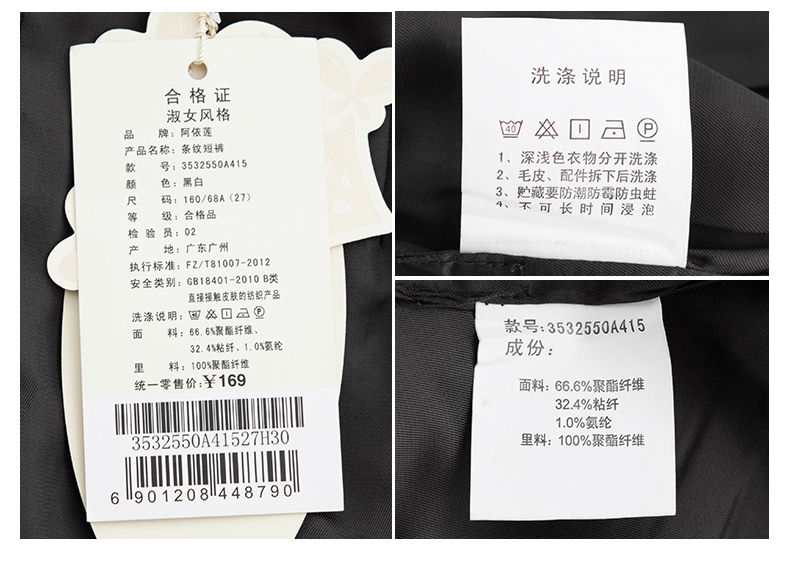 合格证
淑女风格
品 牌：阿依莲
产品名称：条纹短裤
款 号：3532550A415
颜 色：黑白
尺 码：160/68A（27）
等 级：合格品
检 验 员：02
产 地：广东广州
执行标准：FZ/T81007-2012
安全类别：GB18401-2010 B类
直接接触皮肤的纺织产品
洗涤说明：
面 料：66.6%聚酯纤维、
32.4%粘纤、1.0%氨纶
里 料：100%聚酯纤维
统一零售价：￥169
3532550A41527H30
6 901208 448790
洗涤说明
40 P
1、深浅色衣物分开洗涤
2、毛皮、配件拆下后洗涤
3、贮藏要防潮防霉防虫蛀
不可长时间浸泡
款号：3532550A415
成份：
面料：66.6%聚酯纤维
32.4%粘纤
1.0%氨纶
里料：100%聚酯纤维